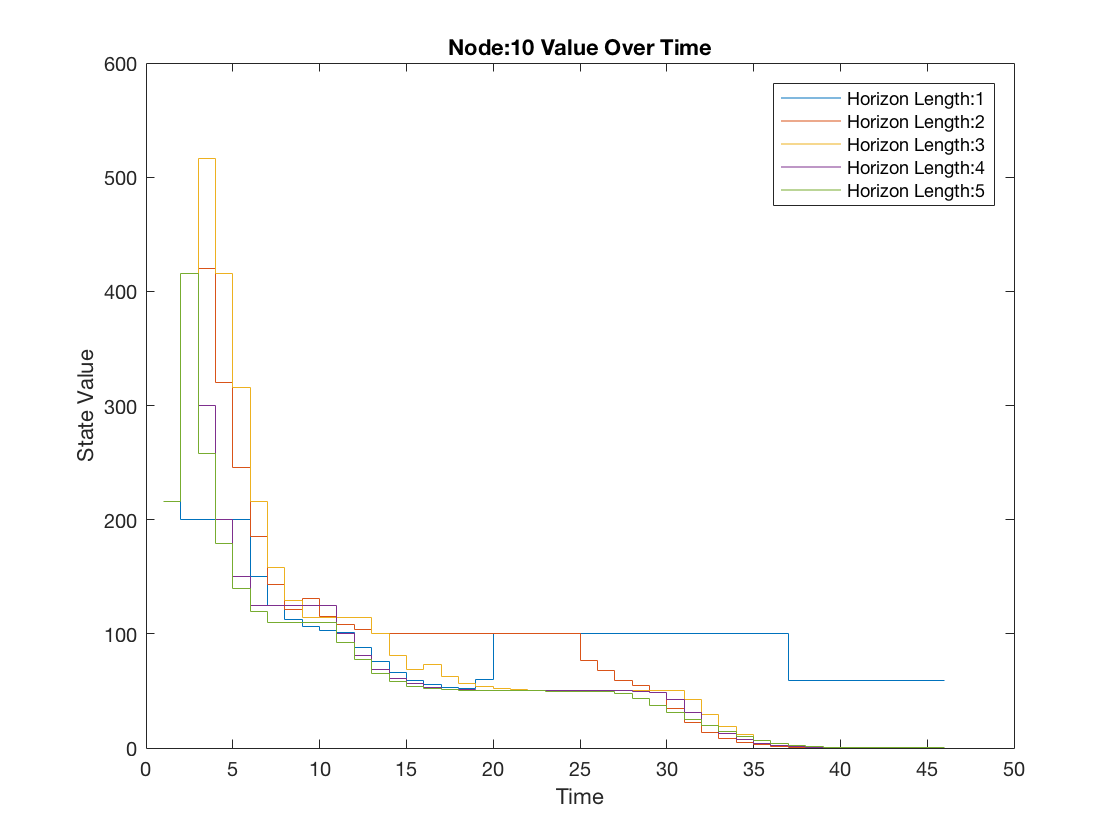 Node:10 Value Over Time
600
500
400
300
200
100
0
State Value
Horizon Length:1
Horizon Length:2
Horizon Length:3
Horizon Length:4
Horizon Length:5
0 5 10 15 20 25 30 35 40 45 50
Time